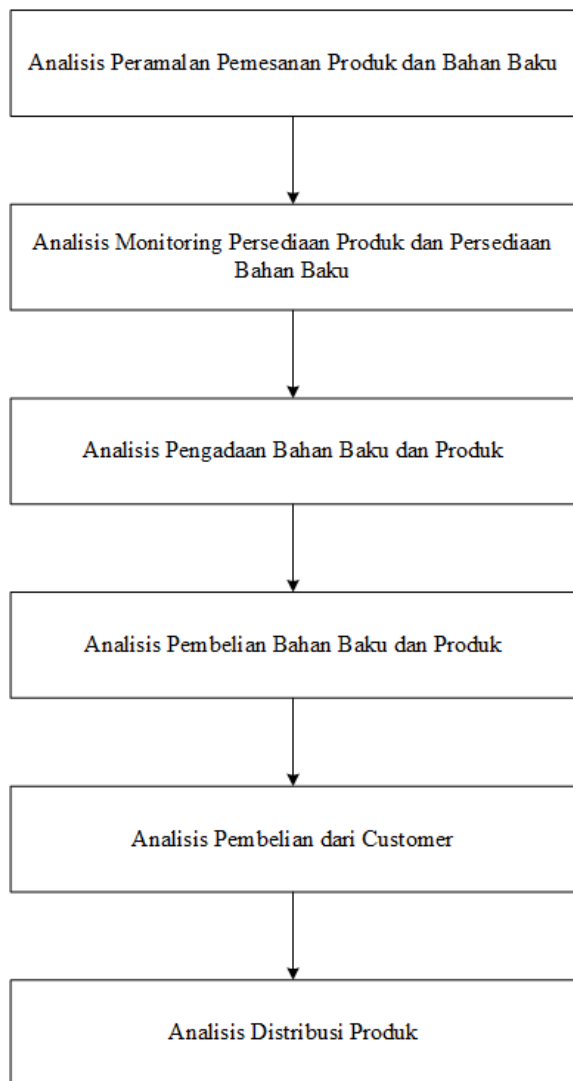 Analisis Peramalan Pemesanan Produk dan Bahan Baku
Analisis Monitoring Persediaan Produk dan Persediaan
Bahan Baku
Analisis Pengadaan Bahan Baku dan Produk
Analisis Pembelian Bahan Baku dan Produk
Analisis Pembelian dari Customer
Analisis Distribusi Produk